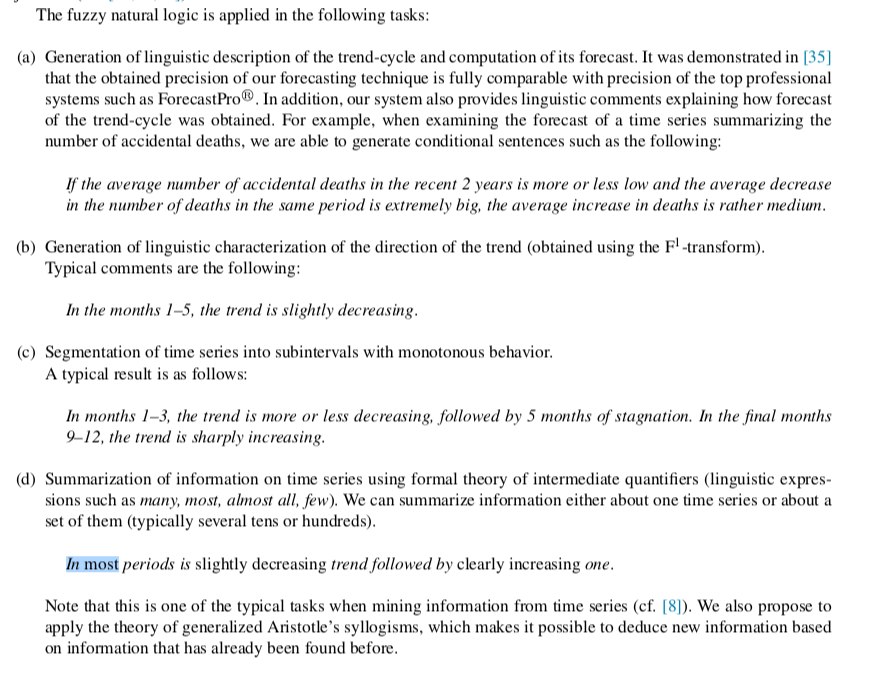 The fuzzy natural logic is applied in the following tasks:
(a) Generation of linguistic description of the trend-cycle and computation of its forecast. It was demonstrated in [35]
that the obtained precision of our forecasting technique is fully comparable with precision of the top professional
systems such as ForecastPro®. In addition, our system also provides linguistic comments explaining how forecast
of the trend-cycle was obtained. For example, when examining the forecast of a time series summarizing the
number of accidental deaths, we are able to generate conditional sentences such as the following:
If the average number of accidental deaths in the recent 2 years is more or less low and the average decrease
in the number of deaths in the same period is extremely big, the average increase in deaths is rather medium.
(b) Generation of linguistic characterization of the direction of the trend (obtained using the F¹-transform).
Typical comments are the following:
In the months 1–5, the trend is slightly decreasing.
(c) Segmentation of time series into subintervals with monotonous behavior.
A typical result is as follows:
In months 1–3, the trend is more or less decreasing, followed by 5 months of stagnation. In the final months
9–12, the trend is sharply increasing.
(d) Summarization of information on time series using formal theory of intermediate quantifiers (linguistic expres-
sions such as many, most, almost all, few). We can summarize information either about one time series or about a
set of them (typically several tens or hundreds).
In most periods is slightly decreasing trend followed by clearly increasing one.
Note that this is one of the typical tasks when mining information from time series (cf. [8]). We also propose to
apply the theory of generalized Aristotle's syllogisms, which makes it possible to deduce new information based
on information that has already been found before.